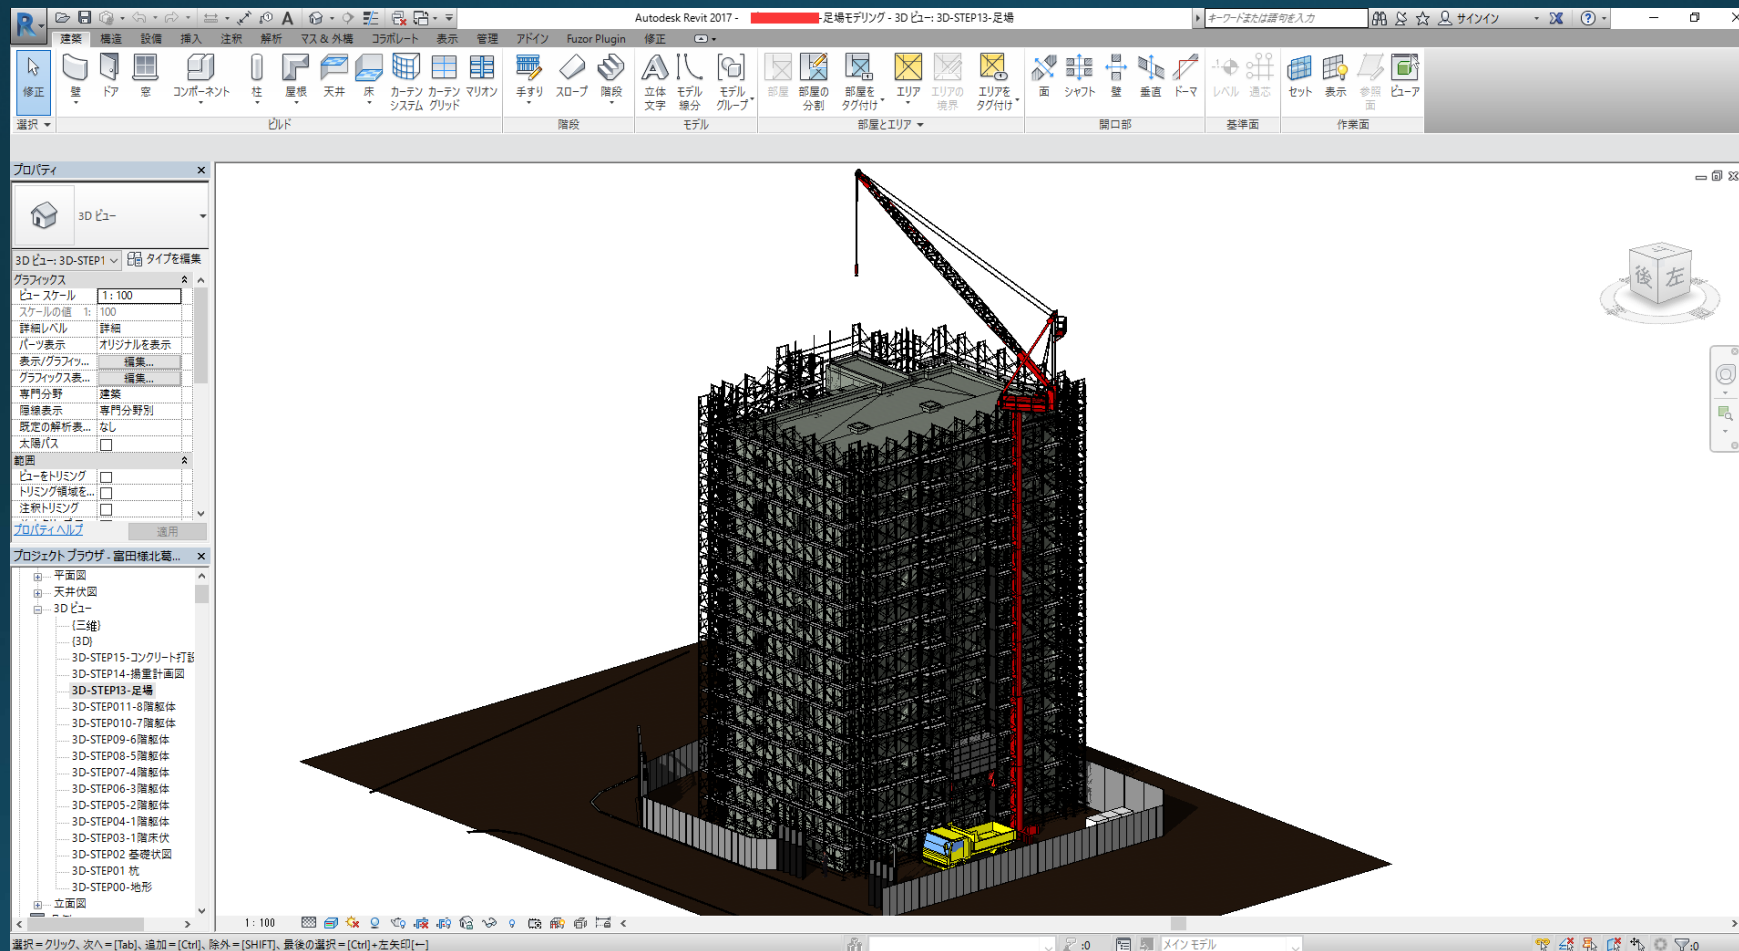 Autodesk Revit 2017 -
-足場モデリング - 3D ビュー: 3D-STEP13-足場
キーワードまたは語句を入力
サインイン
建築 構造 設備 挿入 注釈 解析 マス & 外構 コラボレート 表示 管理 アドイン Fuzor Plugin 修正
修正
壁
ドア
窓
コンポーネント
柱
屋根
天井
床
カーテン システム
カーテン グリッド
マリオン
手すり
スロープ
階段
立体 文字
モデル 線分
モデル グループ
部屋
部屋の 分割
部屋を タグ付け
エリア
エリアの 境界
エリアを タグ付け
面
シャフト
壁
垂直
ドーマ
レベル
通芯
セット
表示
参照 面
ビューア
選択
ビルド
階段
モデル
部屋とエリア
開口部
基準面
作業面
プロパティ
3D ビュー
3D ビュー: 3D-STEP1
タイプを編集
グラフィックス
ビュー スケール 1 : 100
スケールの値 1: 100
詳細レベル 詳細
パーツ表示 オリジナルを表示
表示/グラフィッ... 編集...
グラフィックス表... 編集...
専門分野 建築
隠線表示 専門分野別
既定の解析表... なし
太陽パス
範囲
ビューをトリミング
トリミング領域を...
注釈トリミング
プロパティ ヘルプ
適用
プロジェクト ブラウザ - 富田様北葛...
平面図
天井伏図
3D ビュー
{三维}
{3D}
3D-STEP15-コンクリート打設
3D-STEP14-揚重計画図
3D-STEP13-足場
3D-STEP011-8階躯体
3D-STEP010-7階躯体
3D-STEP09-6階躯体
3D-STEP08-5階躯体
3D-STEP07-4階躯体
3D-STEP06-3階躯体
3D-STEP05-2階躯体
3D-STEP04-1階躯体
3D-STEP03-1階床伏
3D-STEP02 基礎状図
3D-STEP01 杭
3D-STEP00-地形
立面図
後
左
1 : 100
選択＝クリック、次へ＝[Tab]、追加＝[Ctrl]、除外＝[SHIFT]、最後の選択＝[Ctrl]+左矢印[←]
:0
メイン モデル
:0